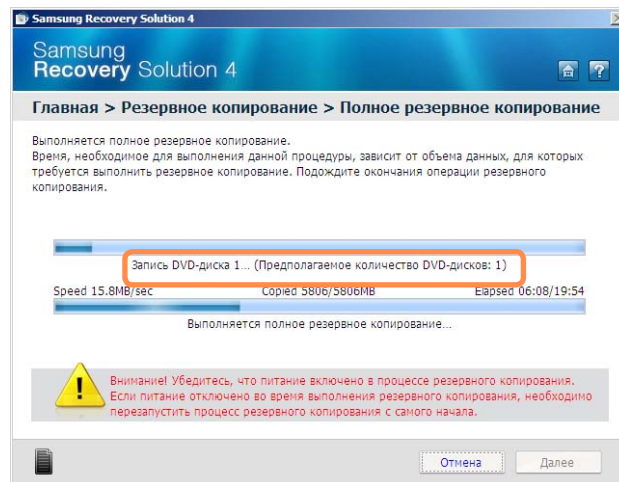 Samsung Recovery Solution 4
Samsung
Recovery Solution 4
Главная > Резервное копирование > Полное резервное копирование
Выполняется полное резервное копирование.
Время, необходимое для выполнения данной процедуры, зависит от объема данных, для которых
требуется выполнить резервное копирование. Подождите окончания операции резервного
копирования.
Запись DVD-диска 1... (Предполагаемое количество DVD-дисков: 1)
Speed 15.8MB/sec Copied 5806/5806MB Elapsed 06:08/19:54
Выполняется полное резервное копирование...
Внимание! Убедитесь, что питание включено в процессе резервного копирования.
Если питание отключено во время выполнения резервного копирования, необходимо
перезапустить процесс резервного копирования с самого начала.
Отмена Далее